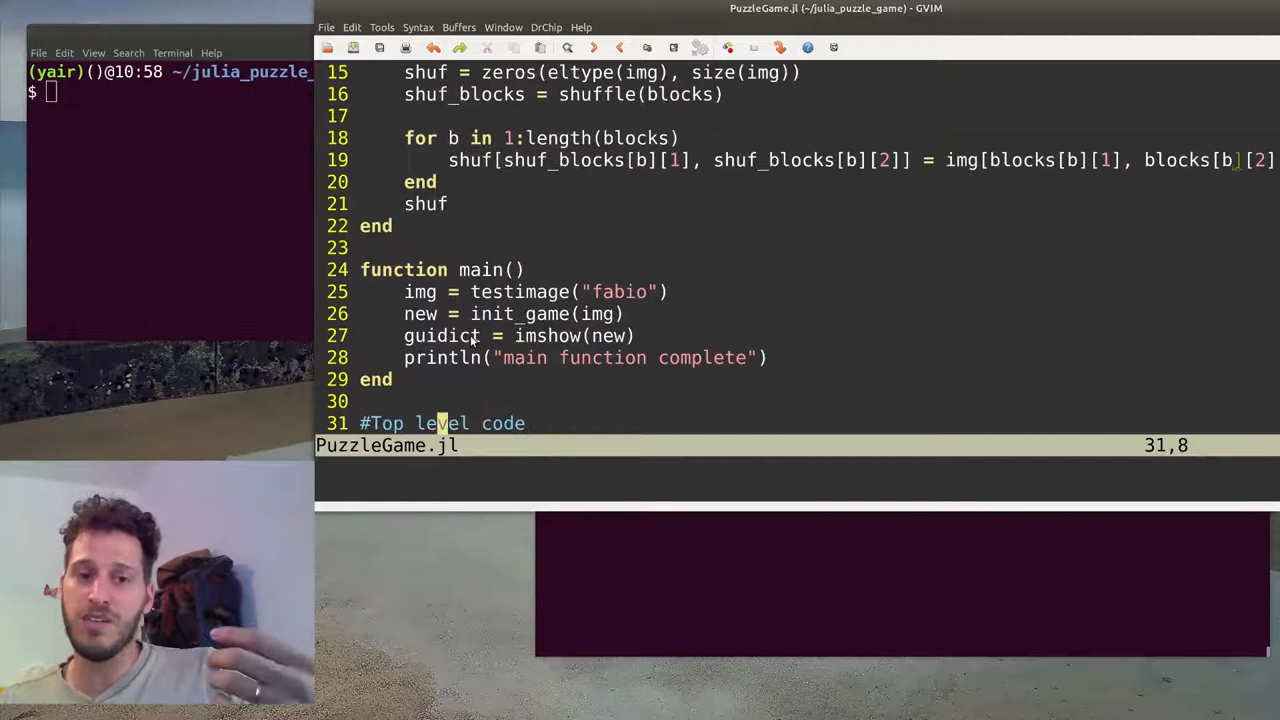 PuzzleGame.jl (~/julia_puzzle_game) - GVIM
File Edit Tools Syntax Buffers Window DrChip Help
File Edit View Search Terminal Help
(yair)()@10:58 ~/julia_puzzle_
$
15 shuf = zeros(eltype(img), size(img))
16 shuf_blocks = shuffle(blocks)
17
18 for b in 1:length(blocks)
19 shuf[shuf_blocks[b][1], shuf_blocks[b][2]] = img[blocks[b][1], blocks[b][2]
20 end
21 shuf
22 end
23
24 function main()
25 img = testimage("fabio")
26 new = init_game(img)
27 guidict = imshow(new)
28 println("main function complete")
29 end
30
31 #Top level code
PuzzleGame.jl 31,8